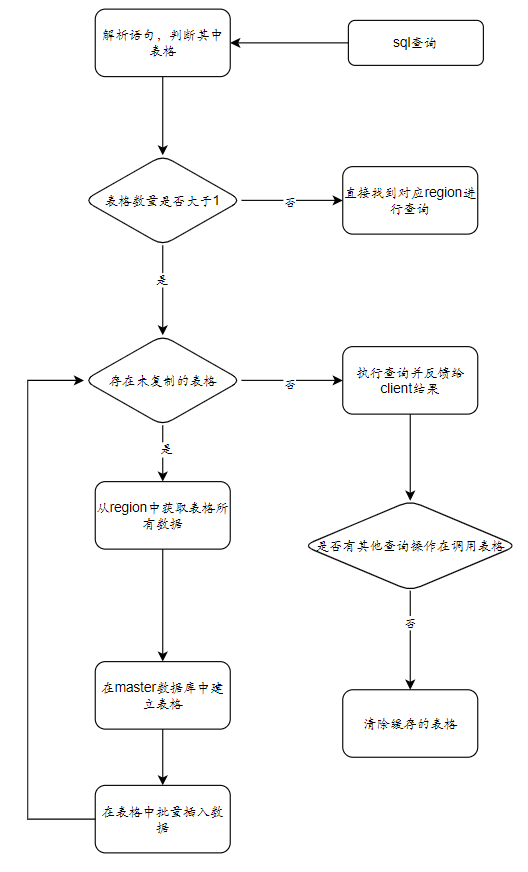 解析语句，判断其中
表格
sql查询
表格数量是否大于1
否
直接找到对应region进
行查询
是
存在未复制的表格
否
执行查询并反馈给
client结果
是
从region中获取表格所
有数据
是否有其他查询操作在调用表格
否
在master数据库中建
立表格
清除缓存的表格
在表格中批量插入数
据